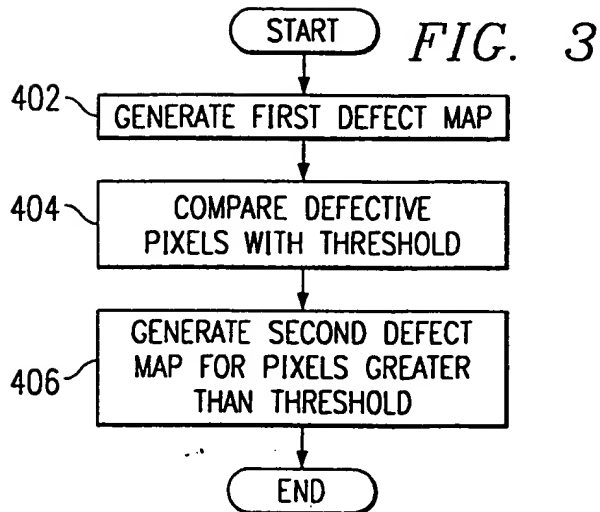 START
FIG. 3
402
GENERATE FIRST DEFECT MAP
404
COMPARE DEFECTIVE
PIXELS WITH THRESHOLD
406
GENERATE SECOND DEFECT
MAP FOR PIXELS GREATER
THAN THRESHOLD
END